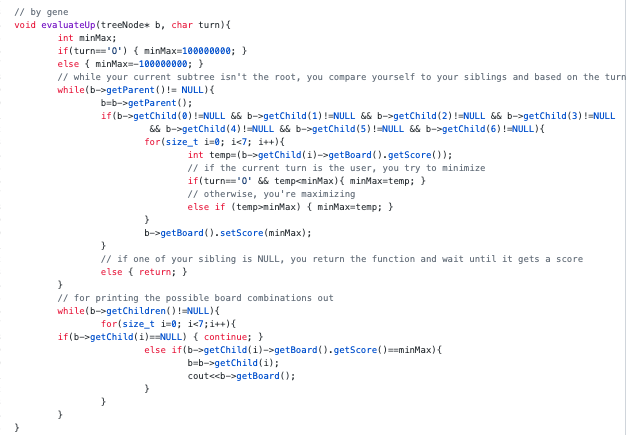 // by gene
void evaluateUp(treeNode* b, char turn){
int minMax;
if(turn=='O') { minMax=100000000; }
else { minMax=-100000000; }
// while your current subtree isn't the root, you compare yourself to your siblings and based on the turn
while(b->getParent()!= NULL){
b=b->getParent();
if(b->getChild(0)!=NULL && b->getChild(1)!=NULL && b->getChild(2)!=NULL && b->getChild(3)!=NULL
&& b->getChild(4)!=NULL && b->getChild(5)!=NULL && b->getChild(6)!=NULL){
for(size_t i=0; i<7; i++){
int temp=(b->getChild(i)->getBoard().getScore());
// if the current turn is the user, you try to minimize
if(turn=='O' && temp<minMax){ minMax=temp; }
// otherwise, you're maximizing
else if (temp>minMax) { minMax=temp; }
}
b->getBoard().setScore(minMax);
}
// if one of your sibling is NULL, you return the function and wait until it gets a score
else { return; }
}
// for printing the possible board combinations out
while(b->getChildren()!=NULL){
for(size_t i=0; i<7;i++){
if(b->getChild(i)==NULL) { continue; }
else if(b->getChild(i)->getBoard().getScore()==minMax){
b=b->getChild(i);
cout<<b->getBoard();
}
}
}
}